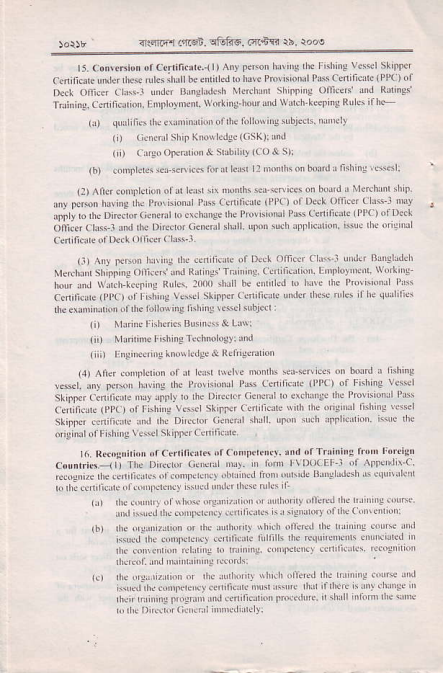 ১০২১৮ বাংলাদেশ গেজেট, অতিরিক্ত, সেপ্টেম্বর ২৯, ২০০৩
15. Conversion of Certificate.-(1) Any person having the Fishing Vessel Skipper
Certificate under these rules shall be entitled to have Provisional Pass Certificate (PPC) of
Deck Officer Class-3 under Bangladesh Merchant Shipping Officers' and Ratings'
Training, Certification, Employment, Working-hour and Watch-keeping Rules if he—
(a) qualifies the examination of the following subjects, namely
(i) General Ship Knowledge (GSK); and
(ii) Cargo Operation & Stability (CO & S);
(b) completes sea-services for at least 12 months on board a fishing vessesl;
(2) After completion of at least six months sea-services on board a Merchant ship,
any person having the Provisional Pass Certificate (PPC) of Deck Officer Class-3 may
apply to the Director General to exchange the Provisional Pass Certificate (PPC) of Deck
Officer Class-3 and the Director General shall, upon such application, issue the original
Certificate of Deck Officer Class-3.
(3) Any person having the certificate of Deck Officer Class-3 under Bangladeh
Merchant Shipping Officers' and Ratings' Training, Certification, Employment, Working-
hour and Watch-keeping Rules, 2000 shall be entitled to have the Provisional Pass
Certificate (PPC) of Fishing Vessel Skipper Certificate under these rules if he qualifies
the examination of the following fishing vessel subject :
(i) Marine Fisheries Business & Law;
(ii) Maritime Fishing Technology; and
(iii) Engineering knowledge & Refrigeration
(4) After completion of at least twelve months sea-services on board a fishing
vessel, any person having the Provisional Pass Certificate (PPC) of Fishing Vessel
Skipper Certificate may apply to the Director General to exchange the Provisional Pass
Certificate (PPC) of Fishing Vessel Skipper Certificate with the original fishing vessel
skipper certificate and the Director General shall, upon such application, issue the
original of Fishing Vessel Skipper Certificate.
16. Recognition of Certificates of Competency, and of Training from Foreign
Countries.—(1) The Director General may, in form FVDOCEF-3 of Appendix-C,
recognize the certificates of competency obtained from outside Bangladesh as equivalent
to the certificate of competency issued under these rules if-
(a) the country of whose organization or authority offered the training course,
and issued the competency certificates is a signatory of the Convention;
(b) the organization or the authority which offered the training course and
issued the competency certificate fulfills the requirements enunciated in
the convention relating to training, competency certificates, recognition
thereof, and maintaining records;
(c) the organization or the authority which offered the training course and
issued the competency certificate must assure that if there is any change in
their training program and certification procedure, it shall inform the same
to the Director General immediately;